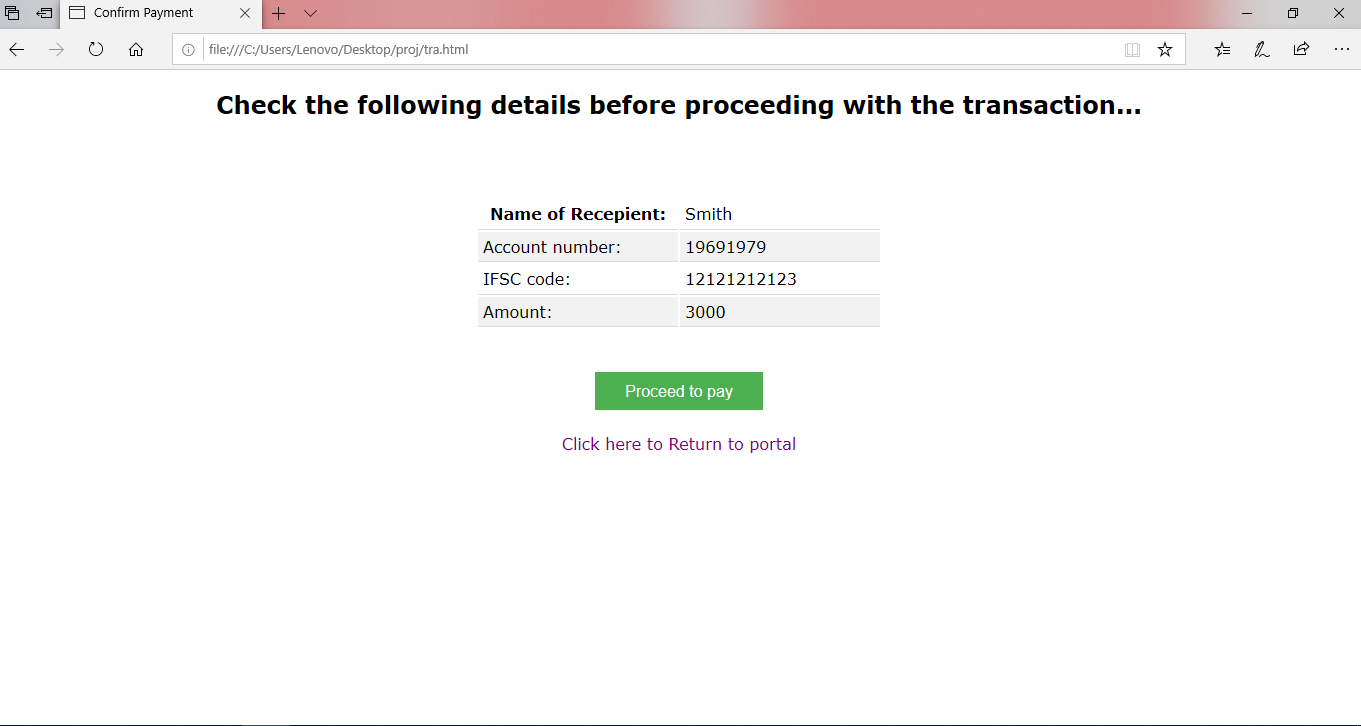 Confirm Payment
file:///C:/Users/Lenovo/Desktop/proj/tra.html
Check the following details before proceeding with the transaction...
Name of Recepient: Smith
Account number: 19691979
IFSC code: 12121212123
Amount: 3000
Proceed to pay
Click here to Return to portal